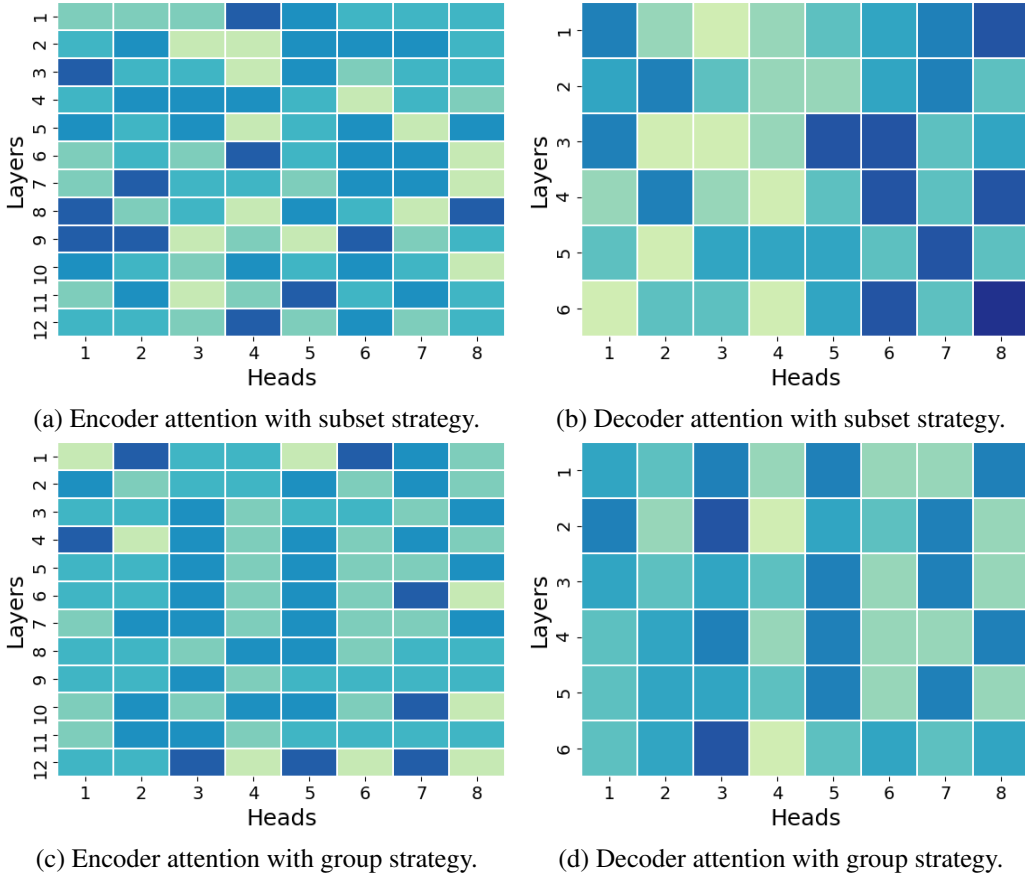 Layers
1
2
3
4
5
6
7
8
9
10
11
12
1 2 3 4 5 6 7 8
Heads
(a) Encoder attention with subset strategy.
Layers
1
2
3
4
5
6
1 2 3 4 5 6 7 8
Heads
(b) Decoder attention with subset strategy.
Layers
1
2
3
4
5
6
7
8
9
10
11
12
1 2 3 4 5 6 7 8
Heads
(c) Encoder attention with group strategy.
Layers
1
2
3
4
5
6
1 2 3 4 5 6 7 8
Heads
(d) Decoder attention with group strategy.